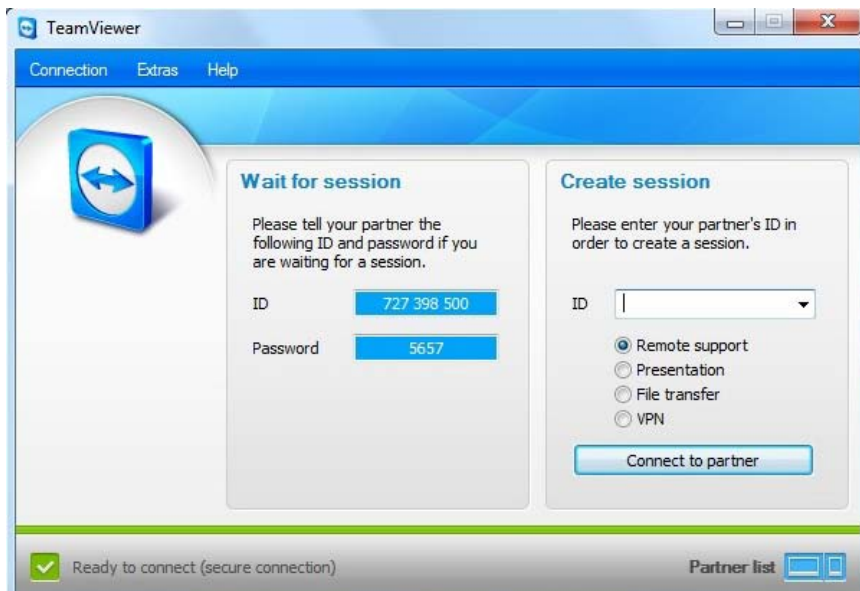 TeamViewer
Connection Extras Help
Wait for session
Please tell your partner the
following ID and password if you
are waiting for a session.
ID 727 398 500
Password 5657
Create session
Please enter your partner's ID in
order to create a session.
ID
Remote support
Presentation
File transfer
VPN
Connect to partner
Ready to connect (secure connection)
Partner list